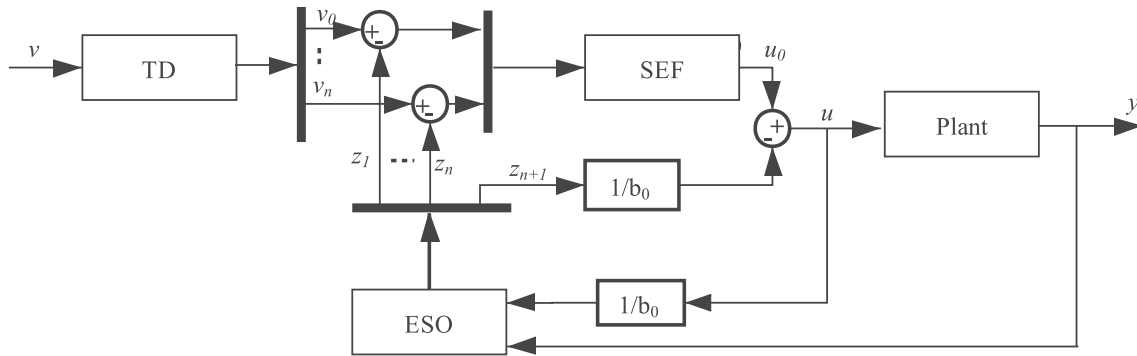 v
TD
v0
vn
+
-
+
-
SEF
u0
+
-
u
Plant
y
z1
zn
zn+1
1/b0
1/b0
ESO